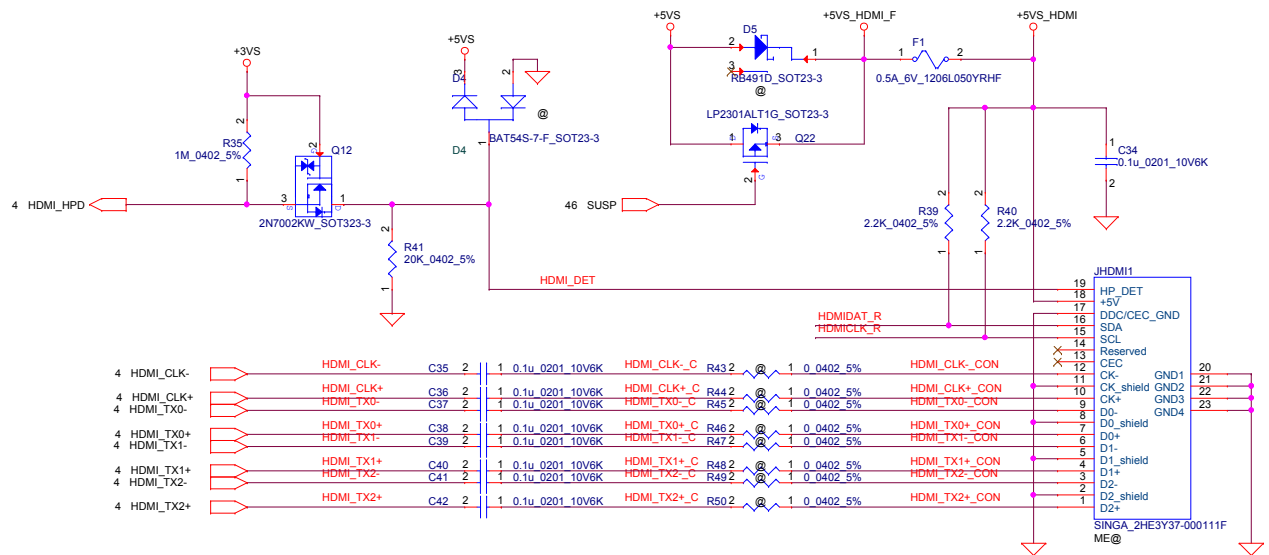 +5VS
+5VS_HDMI_F
+5VS_HDMI
+3VS
+5VS
D5
2
1
3
RB491D_SOT23-3
@
F1
1
2
0.5A_6V_1206L050YRHF
3
2
D4
@
BAT54S-7-F_SOT23-3
1
D4
LP2301ALT1G_SOT23-3
1
3
Q22
S
G
2
46 SUSP
2
R35
1M_0402_5%
1
2
G
Q12
3
1
S
D
2N7002KW_SOT323-3
4 HDMI_HPD
2
R41
20K_0402_5%
1
1
C34
0.1u_0201_10V6K
2
2
R39
2.2K_0402_5%
1
2
R40
2.2K_0402_5%
1
HDMI_DET
HDMIDAT_R
HDMICLK_R
JHDMI1
19 HP_DET
18 +5V
17 DDC/CEC_GND
16 SDA
15 SCL
14 Reserved
13 CEC
12 CK-
11 CK_shield
10 CK+
9 D0-
8 D0_shield
7 D0+
6 D1-
5 D1_shield
4 D1+
3 D2-
2 D2_shield
1 D2+
GND1 20
GND2 21
GND3 22
GND4 23
SINGA_2HE3Y37-000111F
ME@
4 HDMI_CLK- HDMI_CLK- C35 2 1 0.1u_0201_10V6K HDMI_CLK-_C R43 2 @ 1 0_0402_5% HDMI_CLK-_CON
4 HDMI_CLK+ HDMI_CLK+ C36 2 1 0.1u_0201_10V6K HDMI_CLK+_C R44 2 @ 1 0_0402_5% HDMI_CLK+_CON
4 HDMI_TX0- HDMI_TX0- C37 2 1 0.1u_0201_10V6K HDMI_TX0-_C R45 2 @ 1 0_0402_5% HDMI_TX0-_CON
4 HDMI_TX0+ HDMI_TX0+ C38 2 1 0.1u_0201_10V6K HDMI_TX0+_C R46 2 @ 1 0_0402_5% HDMI_TX0+_CON
4 HDMI_TX1- HDMI_TX1- C39 2 1 0.1u_0201_10V6K HDMI_TX1-_C R47 2 @ 1 0_0402_5% HDMI_TX1-_CON
4 HDMI_TX1+ HDMI_TX1+ C40 2 1 0.1u_0201_10V6K HDMI_TX1+_C R48 2 @ 1 0_0402_5% HDMI_TX1+_CON
4 HDMI_TX2- HDMI_TX2- C41 2 1 0.1u_0201_10V6K HDMI_TX2-_C R49 2 @ 1 0_0402_5% HDMI_TX2-_CON
4 HDMI_TX2+ HDMI_TX2+ C42 2 1 0.1u_0201_10V6K HDMI_TX2+_C R50 2 @ 1 0_0402_5% HDMI_TX2+_CON